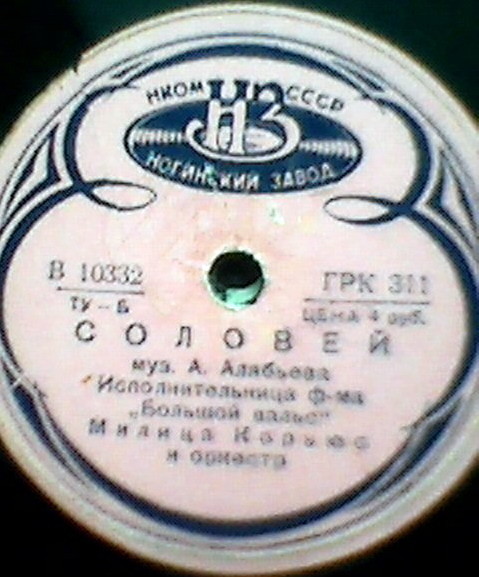 НКОМ НЗ СССР
НОГИНСКИЙ ЗАВОД
В 10332
ГРК 311
ТУ-Б
ЦЕНА 4 руб.
СОЛОВЕЙ
муз. А. Алябьева
Исполнительница ф-ма
„Большой вальс"
Милица Корьюс
и оркестр